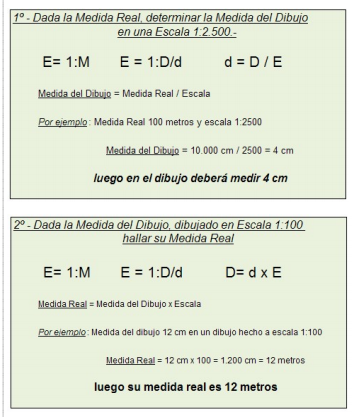 1º - Dada la Medida Real, determinar la Medida del Dibujo
en una Escala 1:2.500.-
E= 1:M E = 1:D/d d = D / E
Medida del Dibujo = Medida Real / Escala
Por ejemplo: Medida Real 100 metros y escala 1:2500
Medida del Dibujo = 10.000 cm / 2500 = 4 cm
luego en el dibujo deberá medir 4 cm
2º - Dada la Medida del Dibujo, dibujado en Escala 1:100
hallar su Medida Real
E= 1:M E = 1:D/d D= d x E
Medida Real = Medida del Dibujo x Escala
Por ejemplo: Medida del dibujo 12 cm en un dibujo hecho a escala 1:100
Medida Real = 12 cm x 100 = 1.200 cm = 12 metros
luego su medida real es 12 metros